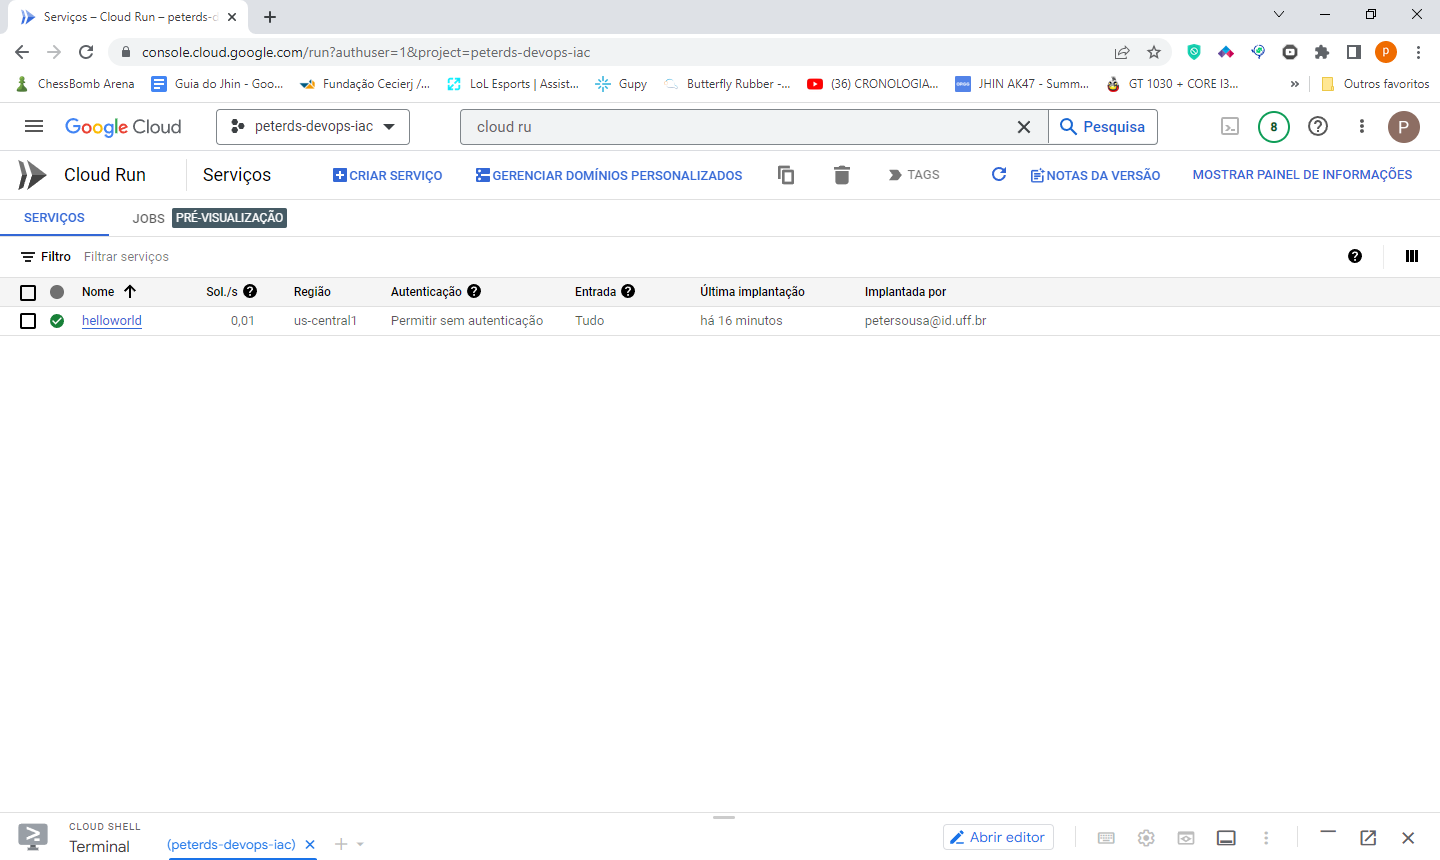 Serviços – Cloud Run – peterds-d
console.cloud.google.com/run?authuser=1&project=peterds-devops-iac
P
ChessBomb Arena
Guia do Jhin - Goo...
Fundação Cecierj /...
LoL Esports | Assist...
Gupy
Butterfly Rubber -...
(36) CRONOLOGIA...
JHIN AK47 - Summ...
GT 1030 + CORE I3...
»
Outros favoritos
Google Cloud
peterds-devops-iac
cloud ru
Pesquisa
8
P
Cloud Run
Serviços
CRIAR SERVIÇO
GERENCIAR DOMÍNIOS PERSONALIZADOS
TAGS
NOTAS DA VERSÃO
MOSTRAR PAINEL DE INFORMAÇÕES
SERVIÇOS
JOBS PRÉ-VISUALIZAÇÃO
Filtro Filtrar serviços
Nome Sol./s Região Autenticação Entrada Última implantação Implantada por
helloworld 0,01 us-central1 Permitir sem autenticação Tudo há 16 minutos petersousa@id.uff.br
CLOUD SHELL
Terminal
(peterds-devops-iac)
Abrir editor